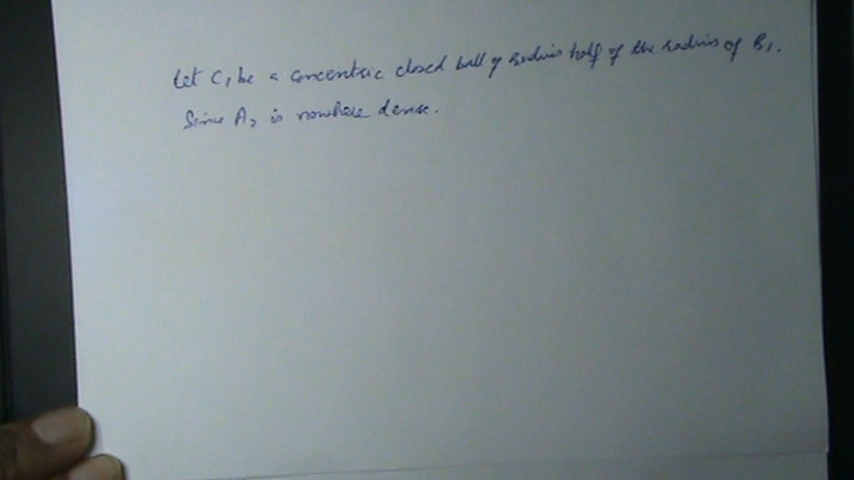 Let C₁ be a concentric closed ball of radius half of the radius of B₁.
Since A₂ is nowhere dense.